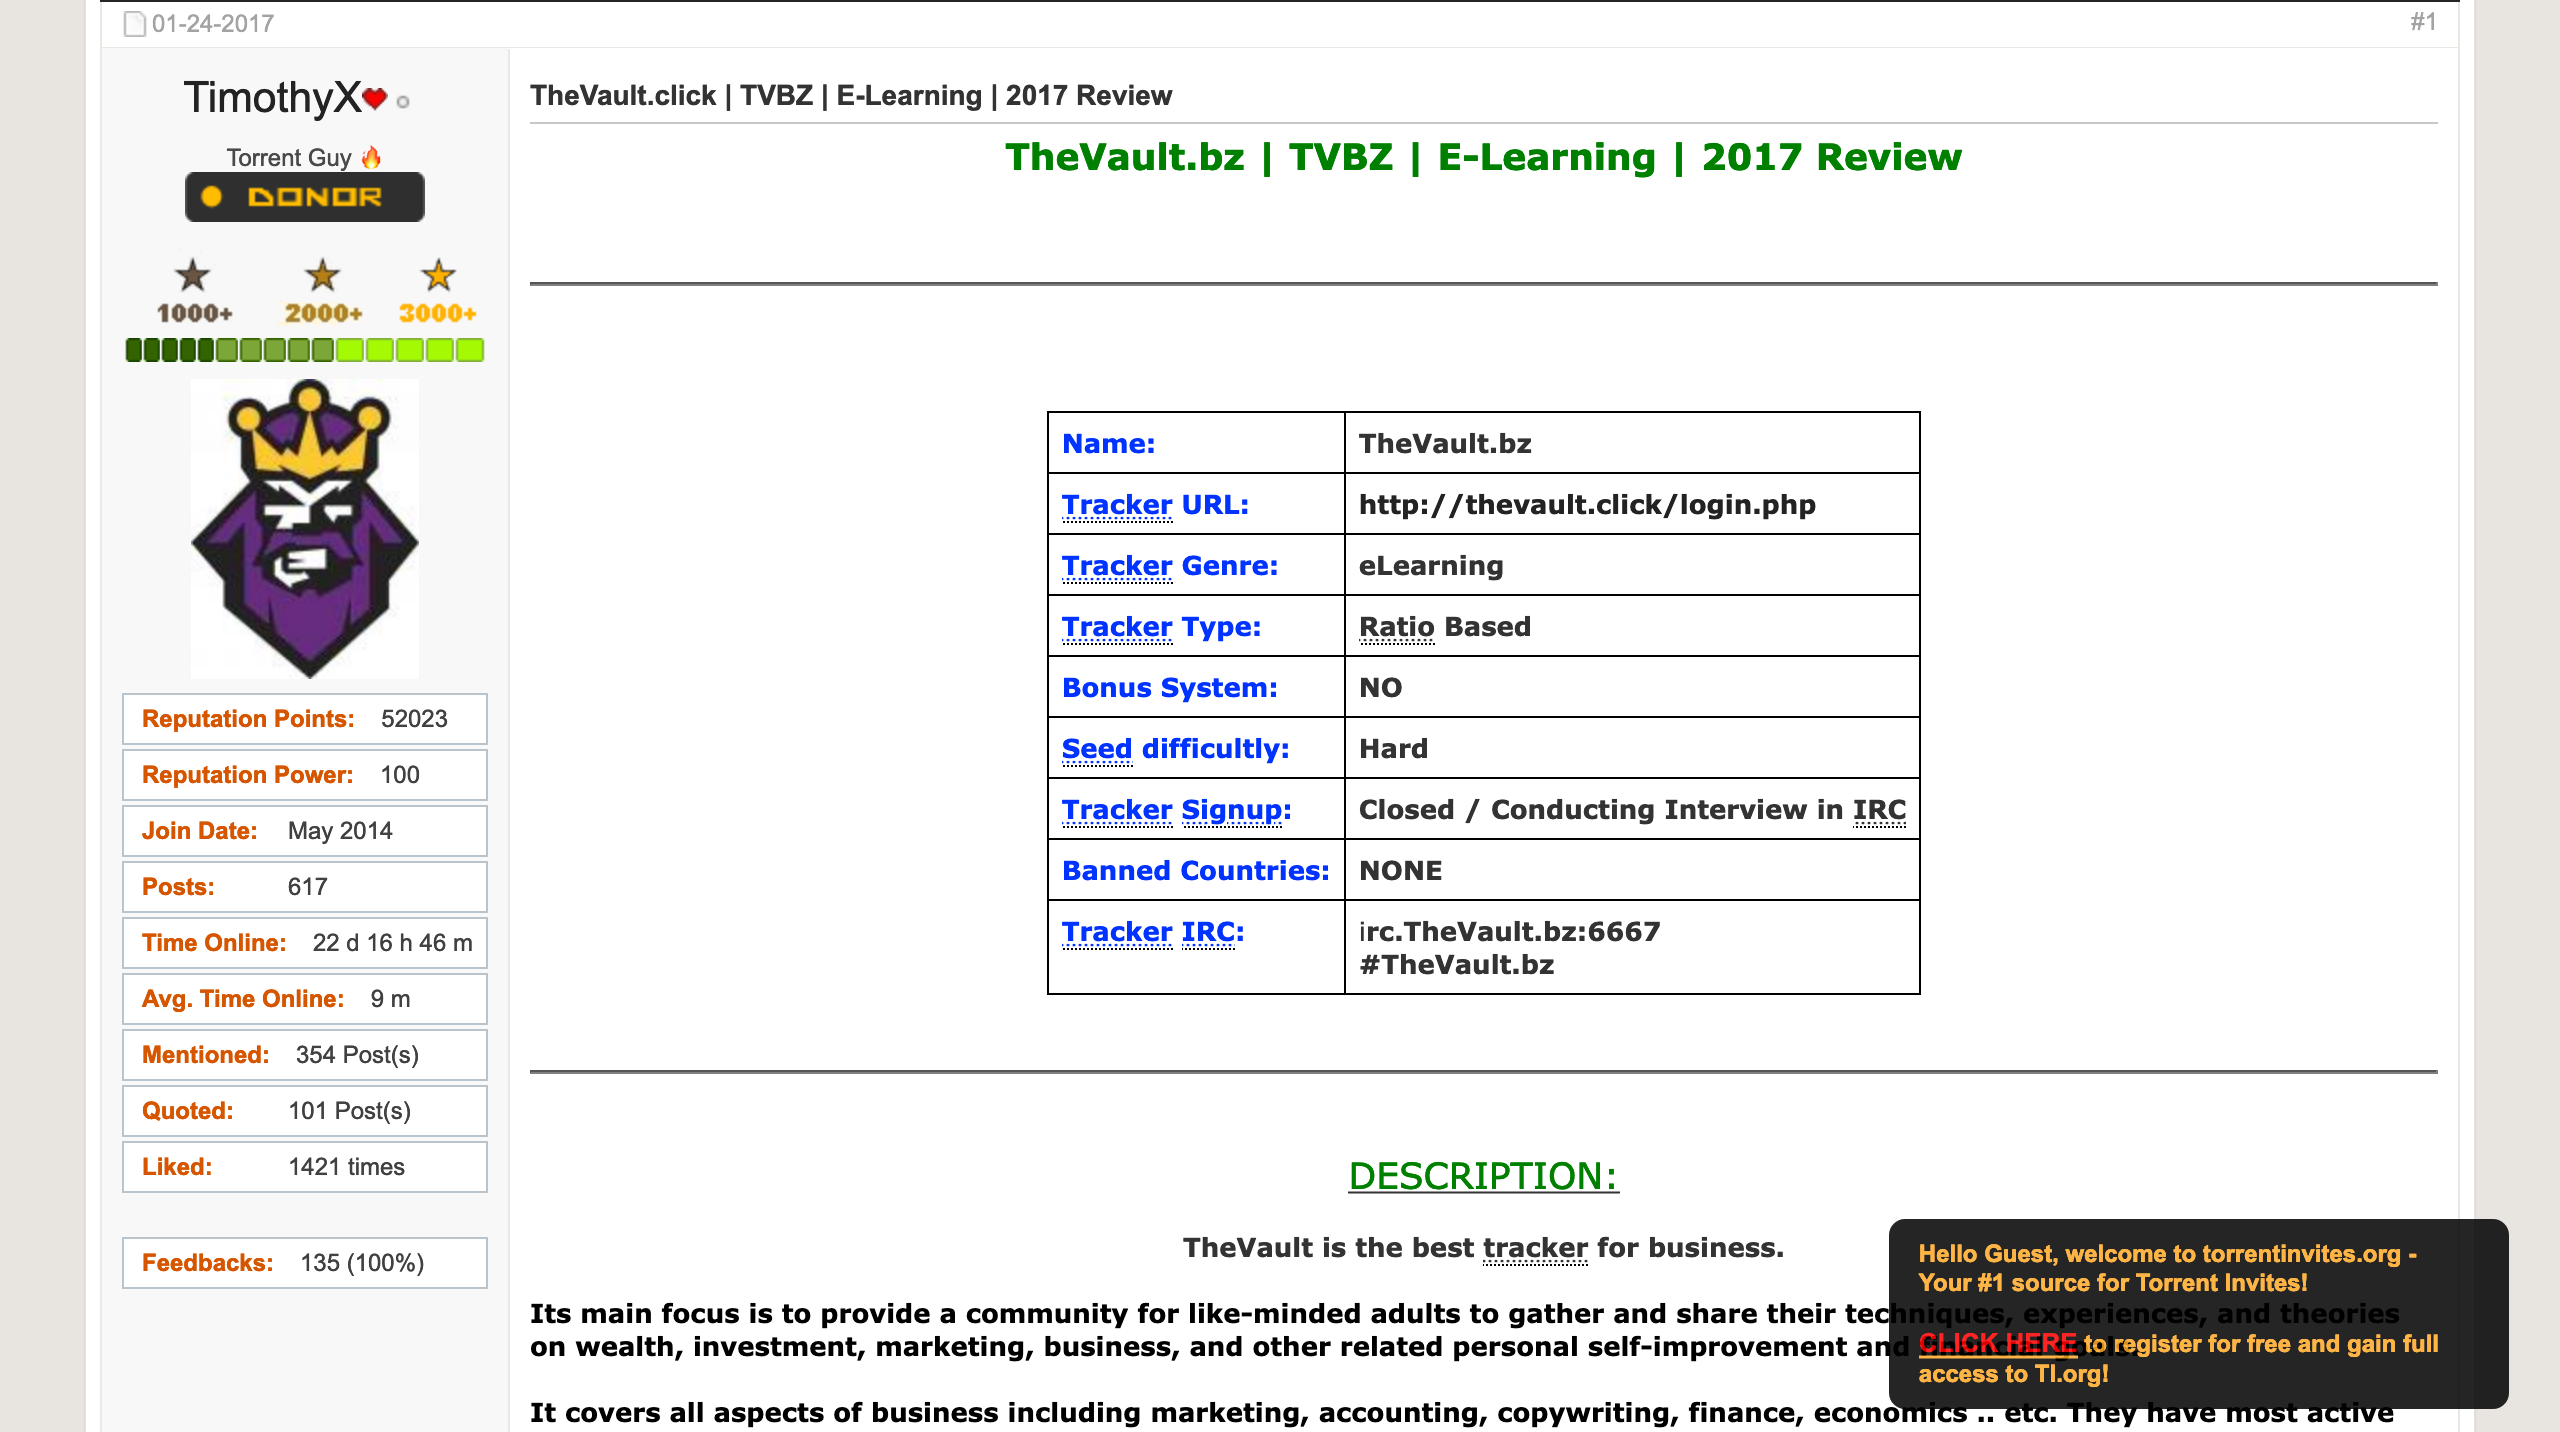 01-24-2017
#1
TimothyX
Torrent Guy
DONOR
1000+ 2000+ 3000+
Reputation Points: 52023
Reputation Power: 100
Join Date: May 2014
Posts: 617
Time Online: 22 d 16 h 46 m
Avg. Time Online: 9 m
Mentioned: 354 Post(s)
Quoted: 101 Post(s)
Liked: 1421 times
Feedbacks: 135 (100%)
TheVault.click | TVBZ | E-Learning | 2017 Review
TheVault.bz | TVBZ | E-Learning | 2017 Review
Name: TheVault.bz
Tracker URL: http://thevault.click/login.php
Tracker Genre: eLearning
Tracker Type: Ratio Based
Bonus System: NO
Seed difficultly: Hard
Tracker Signup: Closed / Conducting Interview in IRC
Banned Countries: NONE
Tracker IRC: irc.TheVault.bz:6667
#TheVault.bz
DESCRIPTION:
TheVault is the best tracker for business.
Its main focus is to provide a community for like-minded adults to gather and share their techniques, experiences, and theories
on wealth, investment, marketing, business, and other related personal self-improvement and financial goals.
It covers all aspects of business including marketing, accounting, copywriting, finance, economics .. etc. They have most active
Hello Guest, welcome to torrentinvites.org -
Your #1 source for Torrent Invites!
CLICK HERE to register for free and gain full
access to TI.org!